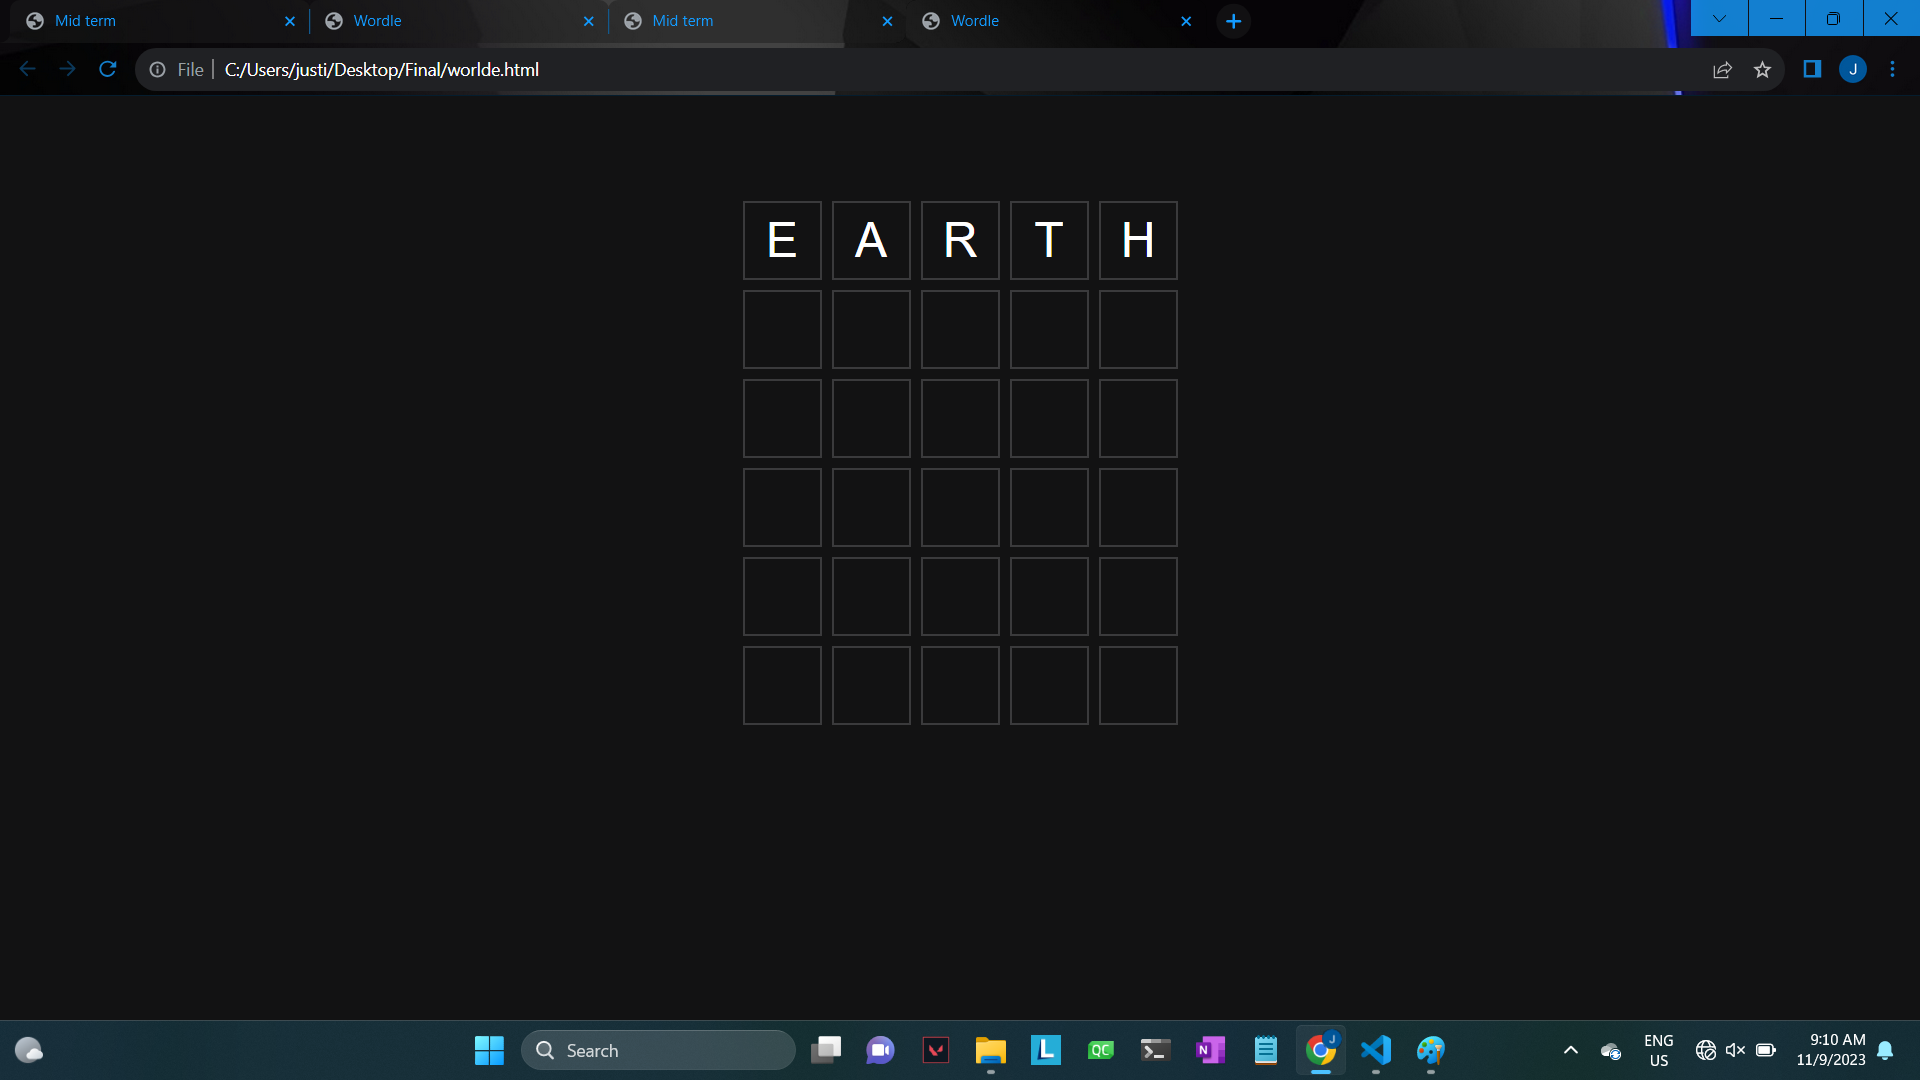 Mid term
Wordle
Mid term
Wordle
File
C:/Users/justi/Desktop/Final/worlde.html
J
E A R T H
Search
L
QC
N
J
ENG
US
9:10 AM
11/9/2023